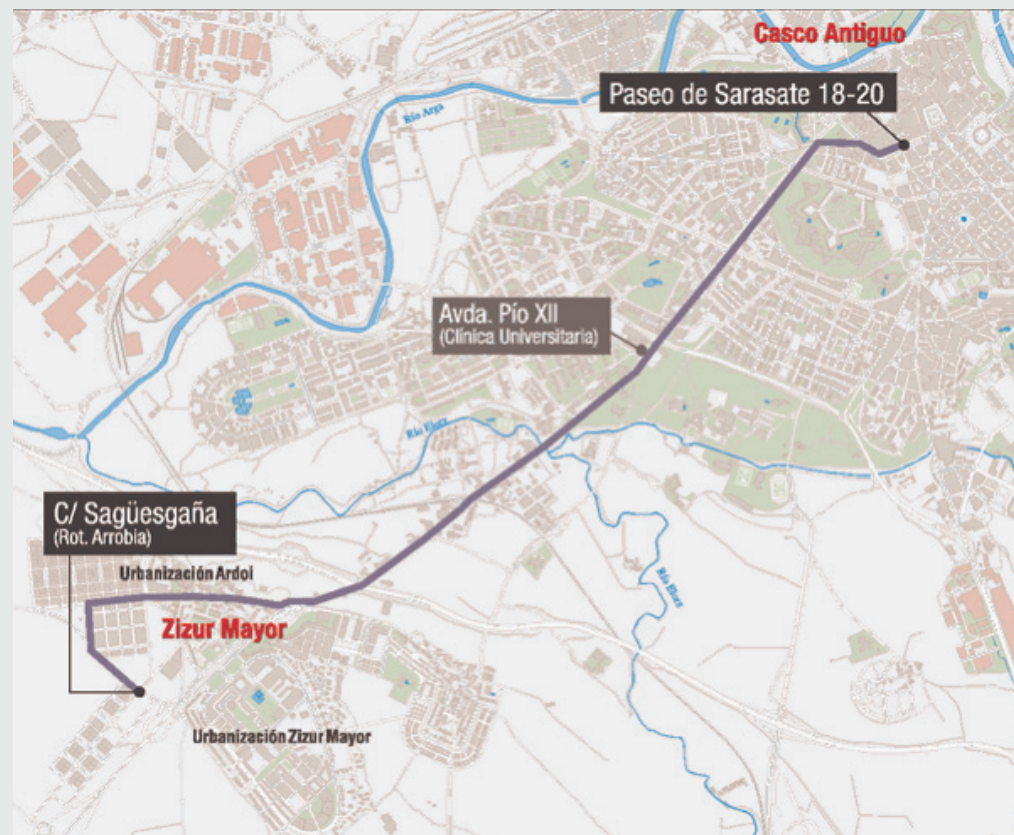 Casco Antiguo
Paseo de Sarasate 18-20
Río Arga
Avda. Pío XII
(Clínica Universitaria)
Río Elorz
C/ Sagüesgaña
(Rot. Arrobia)
Urbanización Ardoi
Río Elorz
Zizur Mayor
Urbanización Zizur Mayor